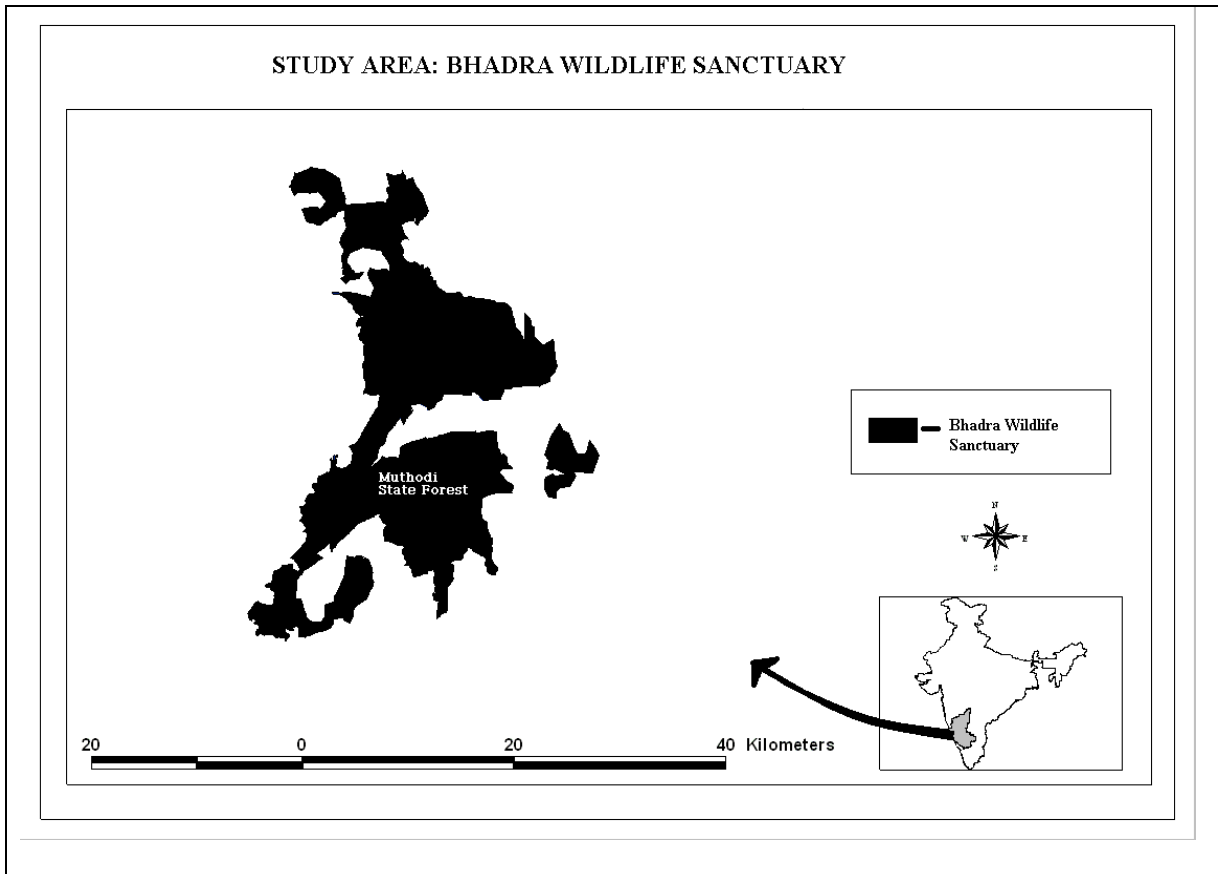 STUDY AREA: BHADRA WILDLIFE SANCTUARY
Muthodi
State Forest
Bhadra Wildlife
Sanctuary
N
W E
S
20 0 20 40 Kilometers